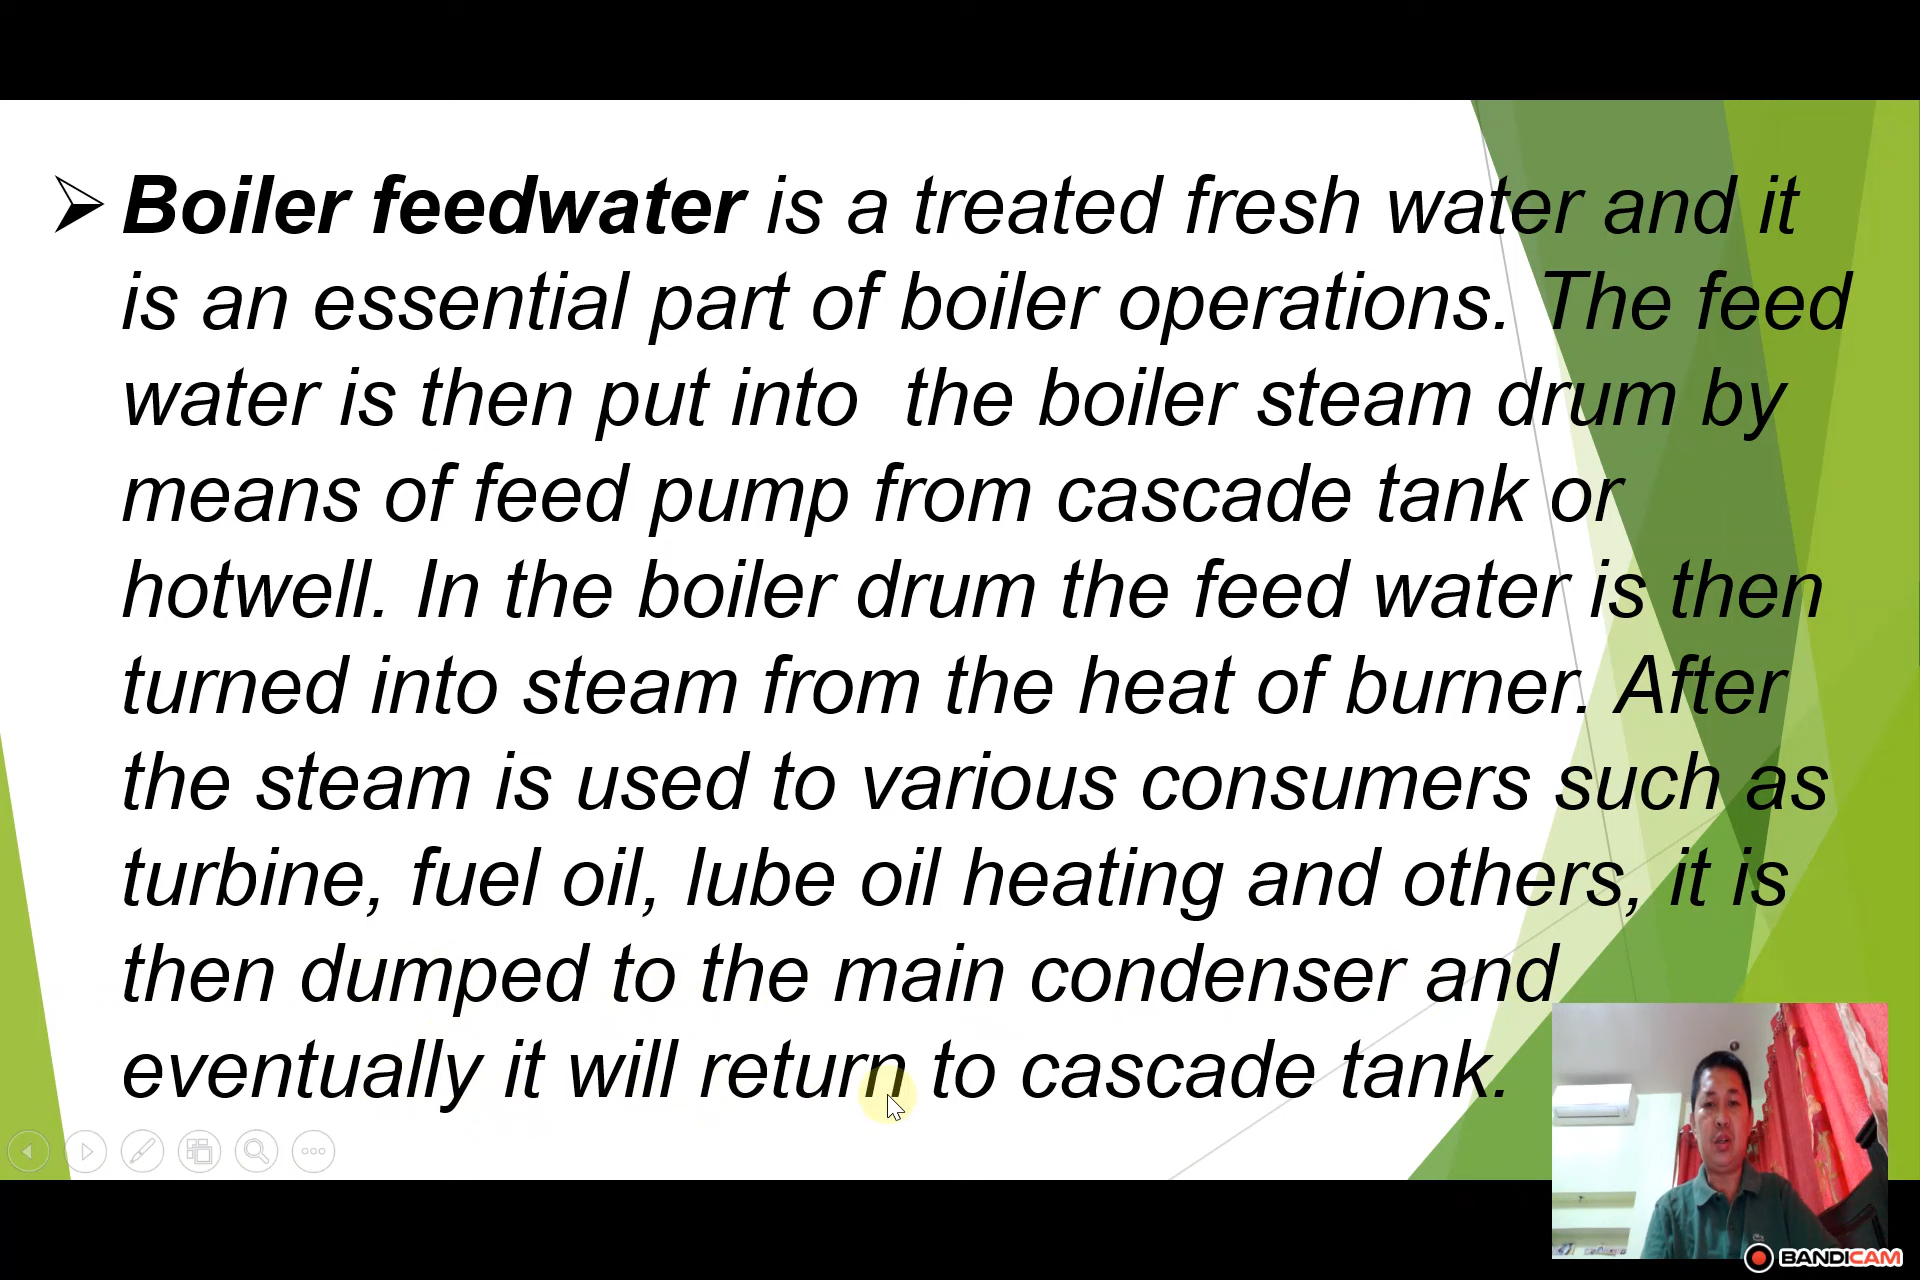 Boiler feedwater is a treated fresh water and it
is an essential part of boiler operations. The feed
water is then put into  the boiler steam drum by
means of feed pump from cascade tank or
hotwell. In the boiler drum the feed water is then
turned into steam from the heat of burner. After
the steam is used to various consumers such as
turbine, fuel oil, lube oil heating and others, it is
then dumped to the main condenser and
eventually it will return to cascade tank.
BANDICAM